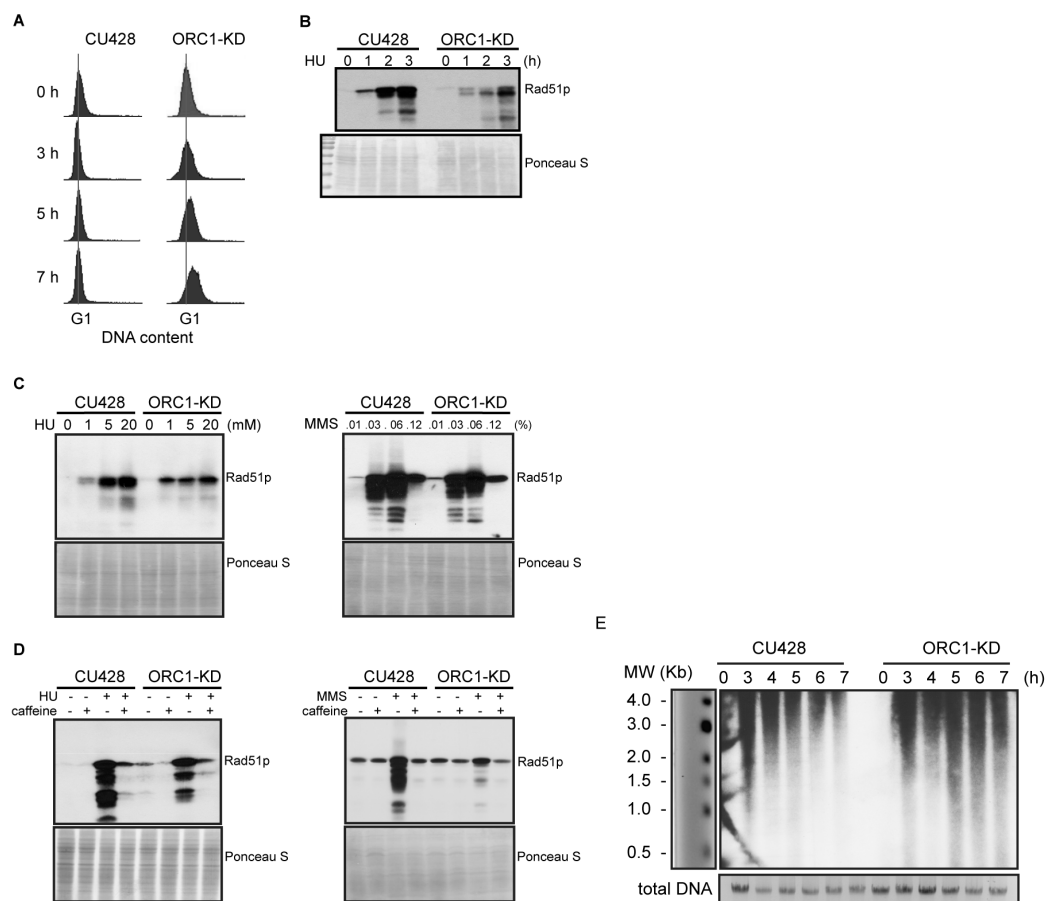 A
CU428 ORC1-KD
0 h
3 h
5 h
7 h
G1 G1
DNA content
B
CU428 ORC1-KD
HU 0 1 2 3 0 1 2 3 (h)
Rad51p
Ponceau S
C
CU428 ORC1-KD
HU 0 1 5 20 0 1 5 20 (mM)
Rad51p
Ponceau S
CU428 ORC1-KD
MMS .01 .03 .06 .12 .01 .03 .06 .12 (%)
Rad51p
Ponceau S
D
CU428 ORC1-KD
HU - - + + - - + +
caffeine - + - + - + - +
Rad51p
Ponceau S
CU428 ORC1-KD
MMS - - + + - - + +
caffeine - + - + - + - +
Rad51p
Ponceau S
E
CU428 ORC1-KD
MW (Kb) 0 3 4 5 6 7 0 3 4 5 6 7 (h)
4.0 -
3.0 -
2.0 -
1.5 -
1.0 -
0.5 -
total DNA